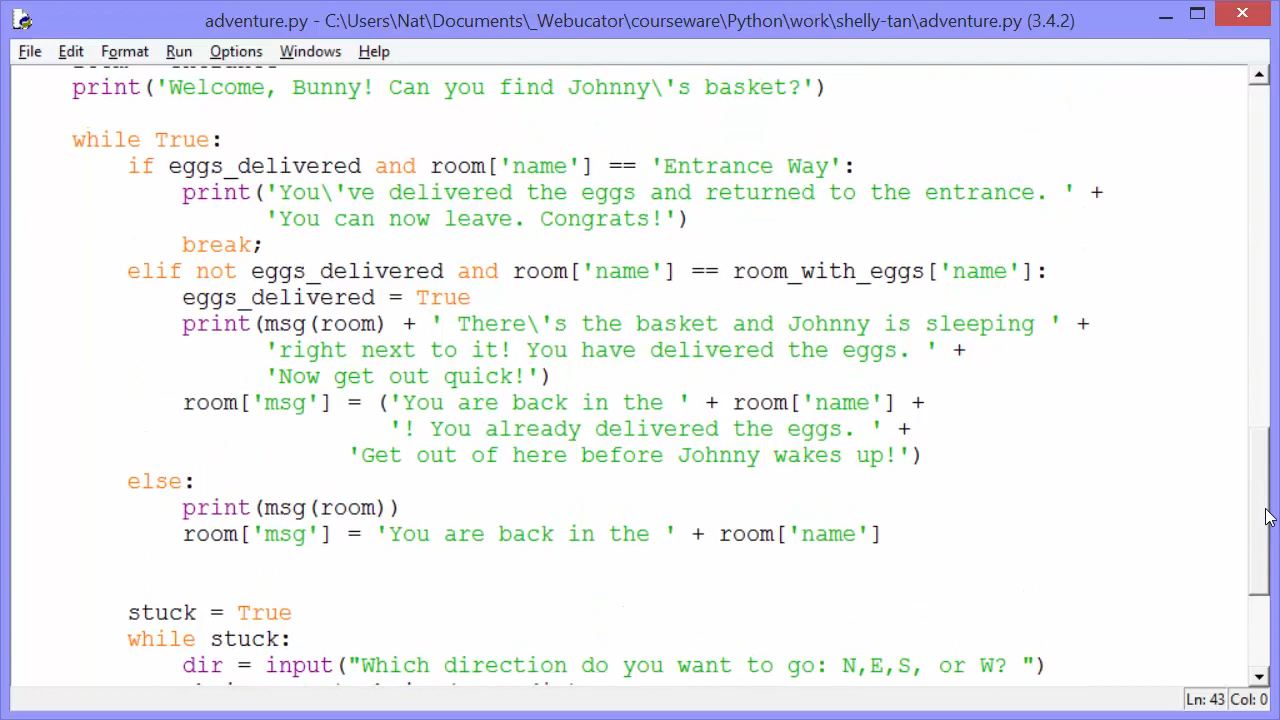 adventure.py - C:\Users\Nat\Documents\_Webucator\courseware\Python\work\shelly-tan\adventure.py (3.4.2)
File Edit Format Run Options Windows Help
print('Welcome, Bunny! Can you find Johnny\'s basket?')
while True:
if eggs_delivered and room['name'] == 'Entrance Way':
print('You\'ve delivered the eggs and returned to the entrance. ' +
'You can now leave. Congrats!')
break;
elif not eggs_delivered and room['name'] == room_with_eggs['name']:
eggs_delivered = True
print(msg(room) + ' There\'s the basket and Johnny is sleeping ' +
'right next to it! You have delivered the eggs. ' +
'Now get out quick!')
room['msg'] = ('You are back in the ' + room['name'] +
'! You already delivered the eggs. ' +
'Get out of here before Johnny wakes up!')
else:
print(msg(room))
room['msg'] = 'You are back in the ' + room['name']
stuck = True
while stuck:
dir = input("Which direction do you want to go: N,E,S, or W? ")
Ln: 43 Col: 0